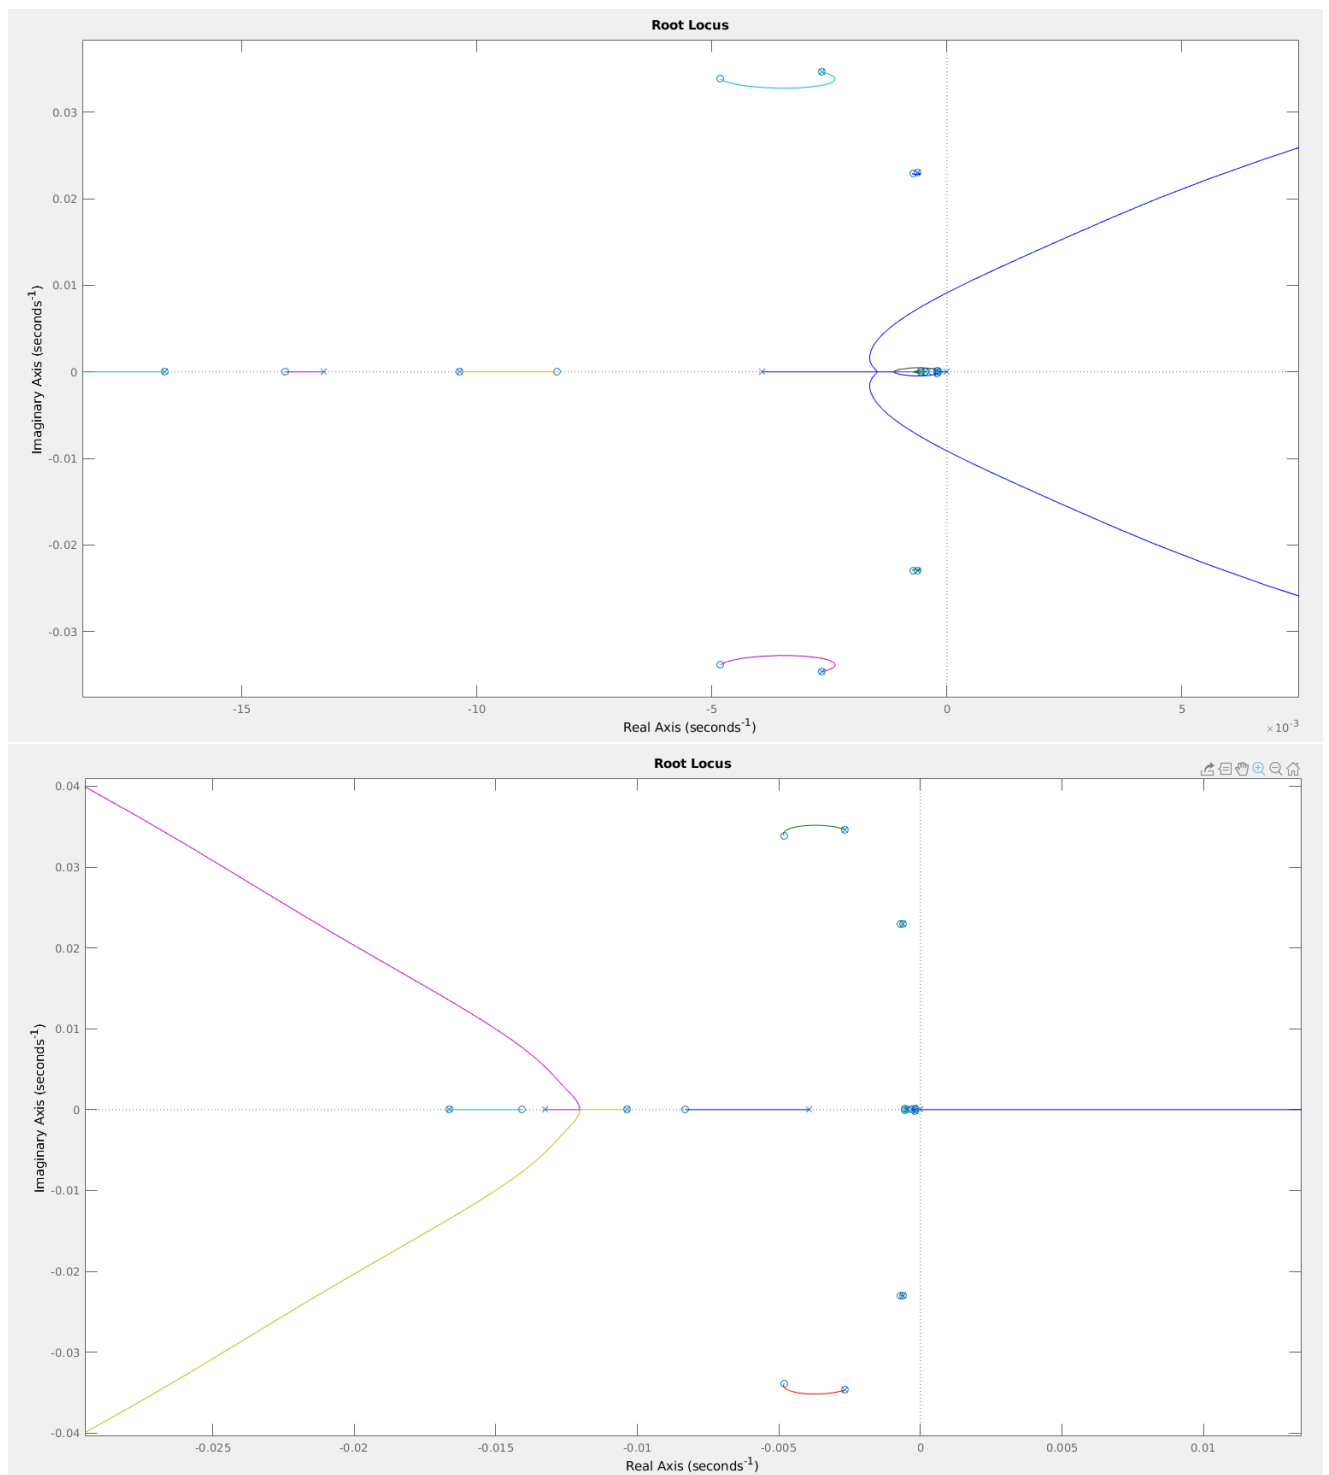 Root Locus
0.03
0.02
0.01
0
-0.01
-0.02
-0.03
Imaginary Axis (seconds⁻¹)
-15 -10 -5 0 5
×10⁻³
Real Axis (seconds⁻¹)
Root Locus
0.04
0.03
0.02
0.01
0
-0.01
-0.02
-0.03
-0.04
Imaginary Axis (seconds⁻¹)
-0.025 -0.02 -0.015 -0.01 -0.005 0 0.005 0.01
Real Axis (seconds⁻¹)